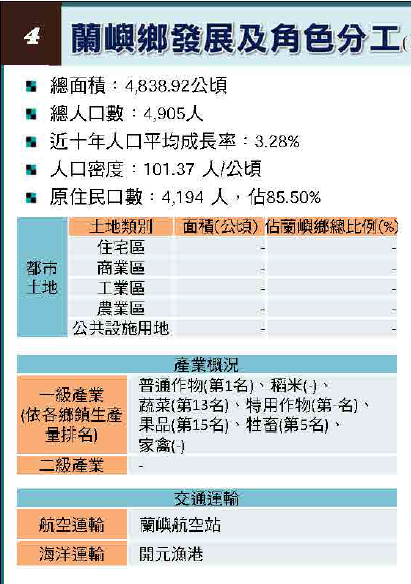 4
蘭嶼鄉發展及角色分工(
總面積：4,838.92公頃
總人口數：4,905人
近十年人口平均成長率：3.28%
人口密度：101.37 人/公頃
原住民口數：4,194 人，佔85.50%
土地類別 面積(公頃) 佔蘭嶼鄉總比例(%)
都市土地 住宅區 - -
商業區 - -
工業區 - -
農業區 - -
公共設施用地 - -
產業概況
一級產業
(依各鄉鎮生產
量排名)
普通作物(第1名)、稻米(-)、
蔬菜(第13名)、特用作物(第-名)、
果品(第15名)、牲畜(第5名)、
家禽(-)
二級產業 -
交通運輸
航空運輸 蘭嶼航空站
海洋運輸 開元漁港